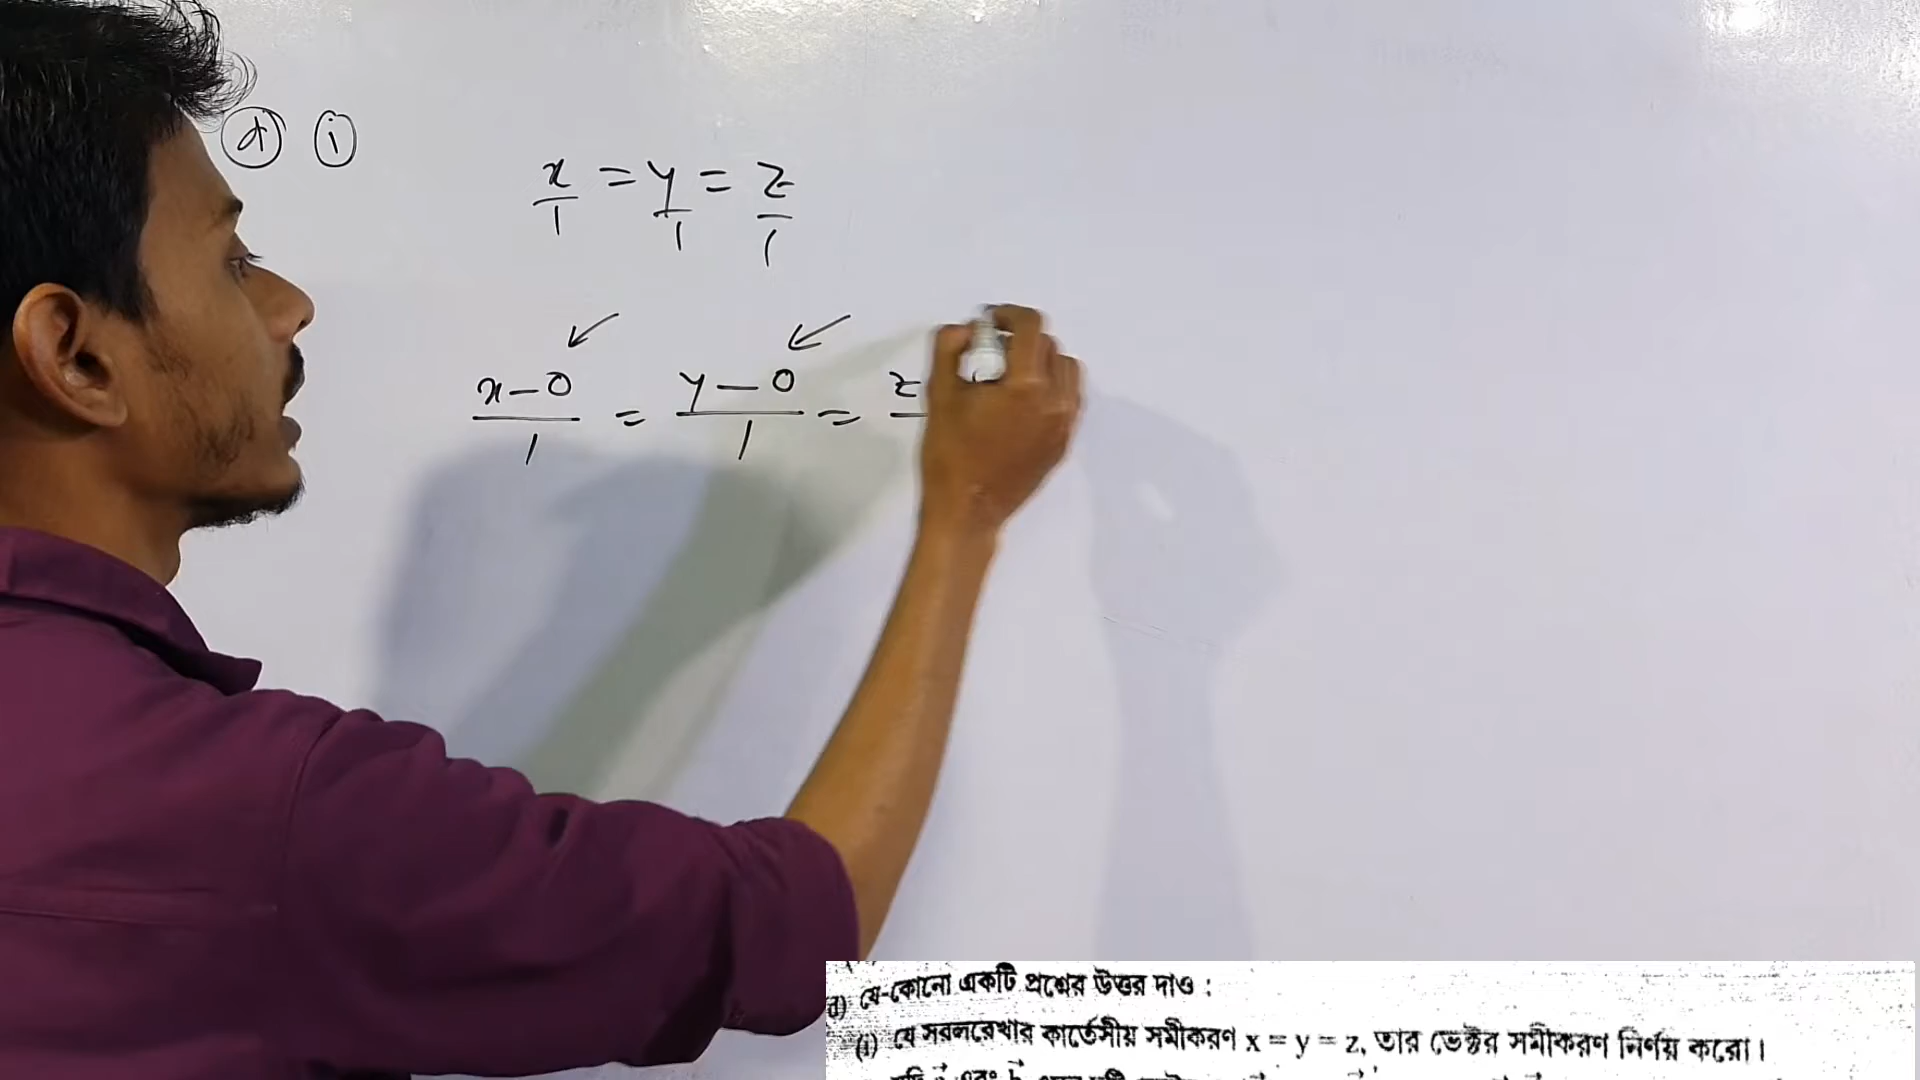 d i
x/1 = y/1 = z/1
x-0/1 = y-0/1 = z
d) যে-কোনো একটি প্রশ্নের উত্তর দাও :
(i) যে সরলরেখার কার্তেসীয় সমীকরণ x = y = z, তার ভেক্টর সমীকরণ নির্ণয় করো।